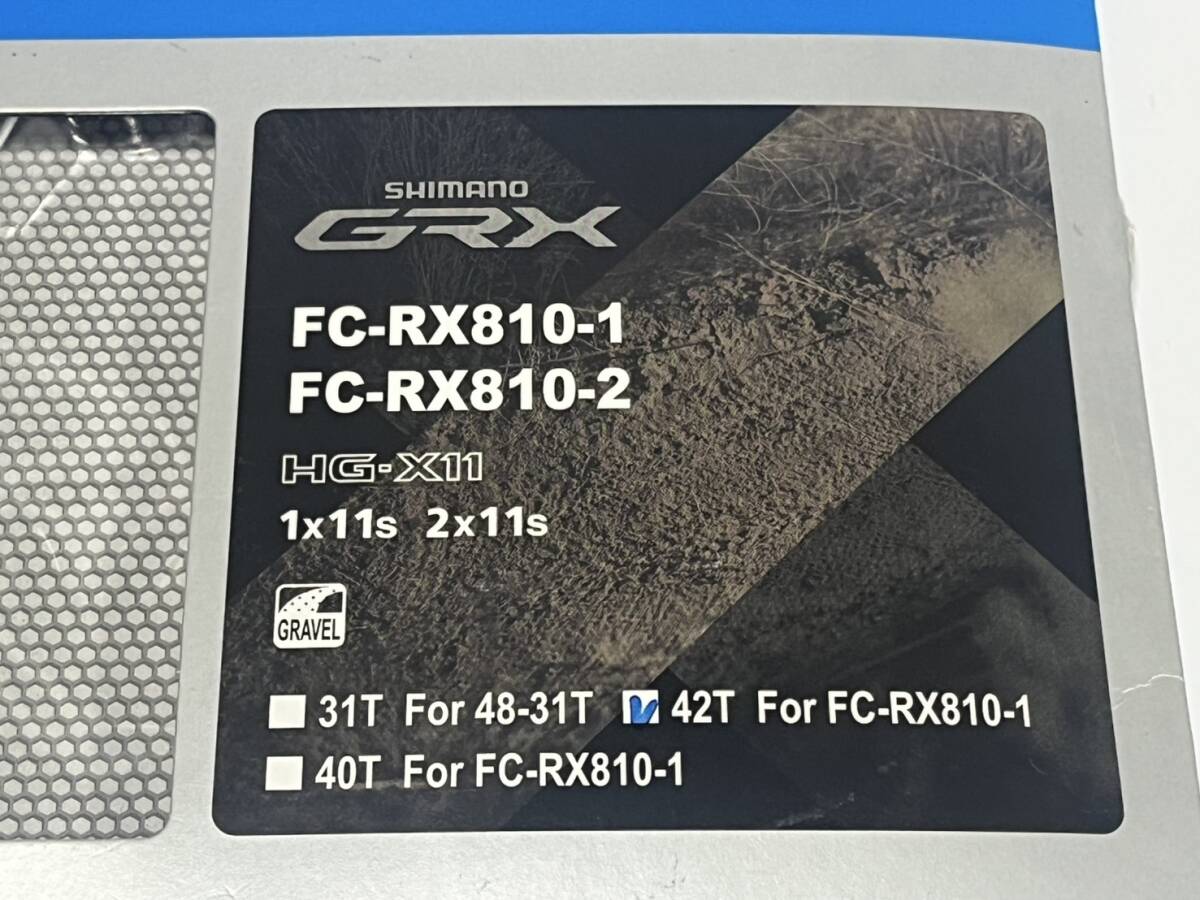 SHIMANO
GRX
FC-RX810-1
FC-RX810-2
HG-X11
1x11s 2x11s
GRAVEL
31T For 48-31T 42T For FC-RX810-1
40T For FC-RX810-1